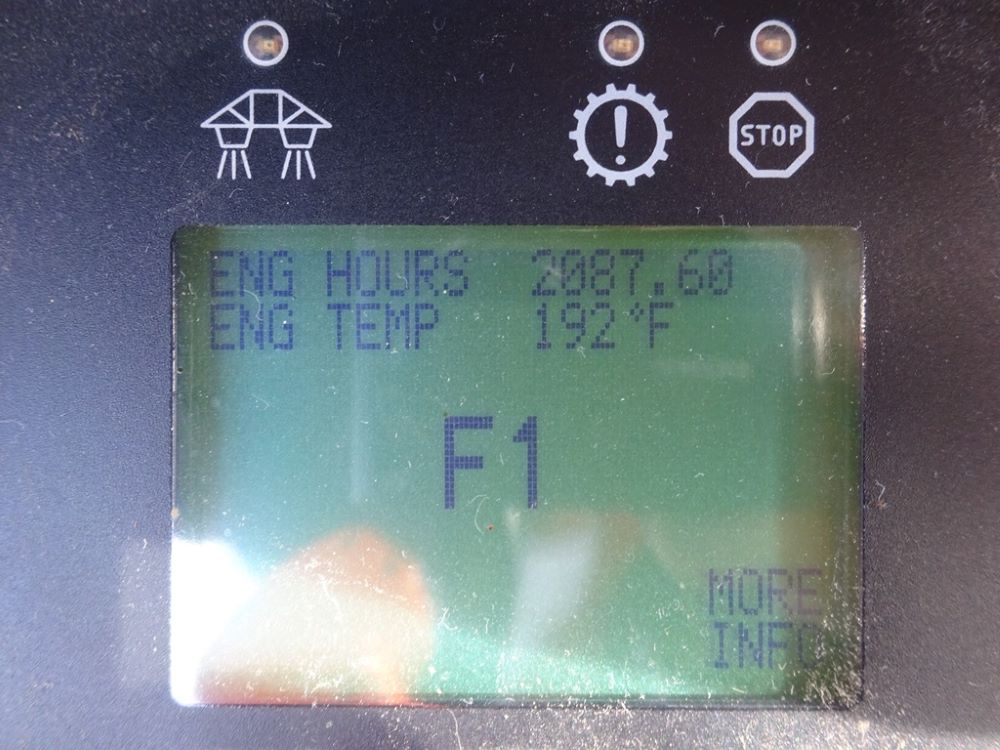 STOP
ENG HOURS 2087.60
ENG TEMP 192°F
F1
MORE
INFO